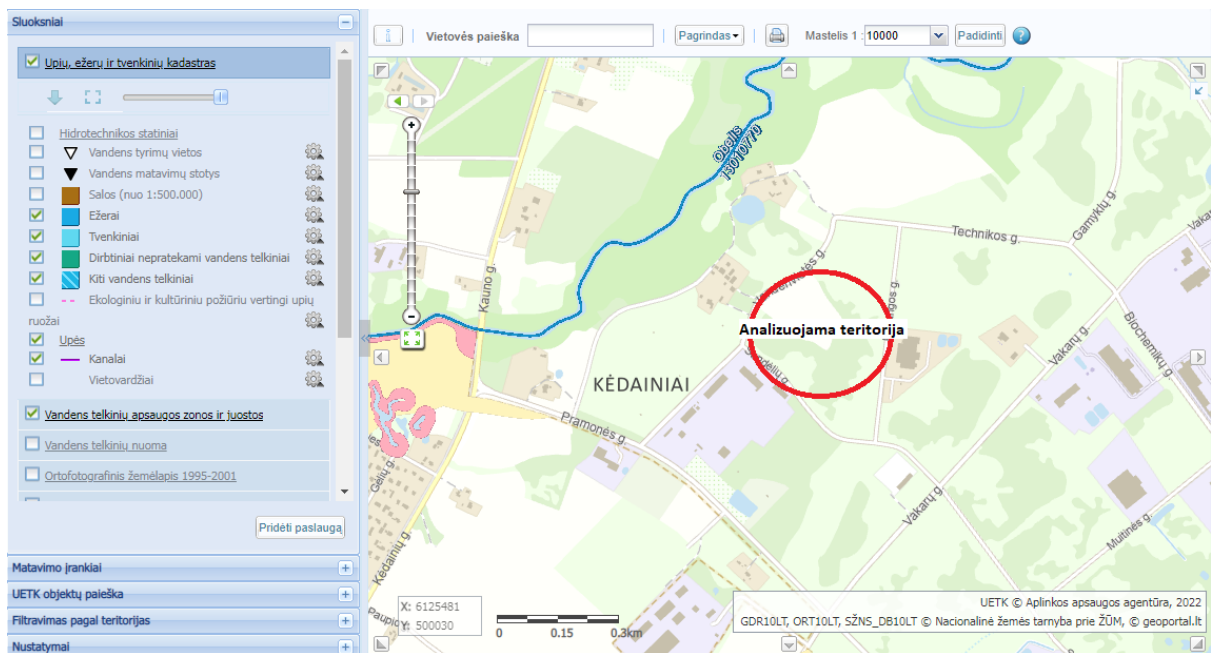 Sluoksniai
Upių, ežerų ir tvenkinių kadastras
Hidrotechnikos statiniai
Vandens tyrimų vietos
Vandens matavimų stotys
Salos (nuo 1:500.000)
Ežerai
Tvenkiniai
Dirbtiniai nepratekami vandens telkiniai
Kiti vandens telkiniai
Ekologiniu ir kultūriniu požiūriu vertingi upių
ruožai
Upės
Kanalai
Vietovardžiai
Vandens telkinių apsaugos zonos ir juostos
Vandens telkinių nuoma
Ortofotografinis žemėlapis 1995-2001
Pridėti paslaugą
Matavimo įrankiai
UETK objektų paieška
Filtravimas pagal teritorijas
Nustatymai
Vietovės paieška
Pagrindas
Mastelis 1 : 10000
Padidinti
Obelis
13010770
Kauno g.
Technikos g.
Gamyklų g.
Analizuojama teritorija
KĖDAINIAI
Pramonės g.
Vakarų g.
Biochemikų g.
Vakarų g.
Mutinės g.
Gėlių g.
Kėdainių g.
X: 6125481
Y: 500030
0 0.15 0.3km
UETK © Aplinkos apsaugos agentūra, 2022
GDR10LT, ORT10LT, SŽNS_DB10LT © Nacionalinė žemės tarnyba prie ŽŪM, © geoportal.lt